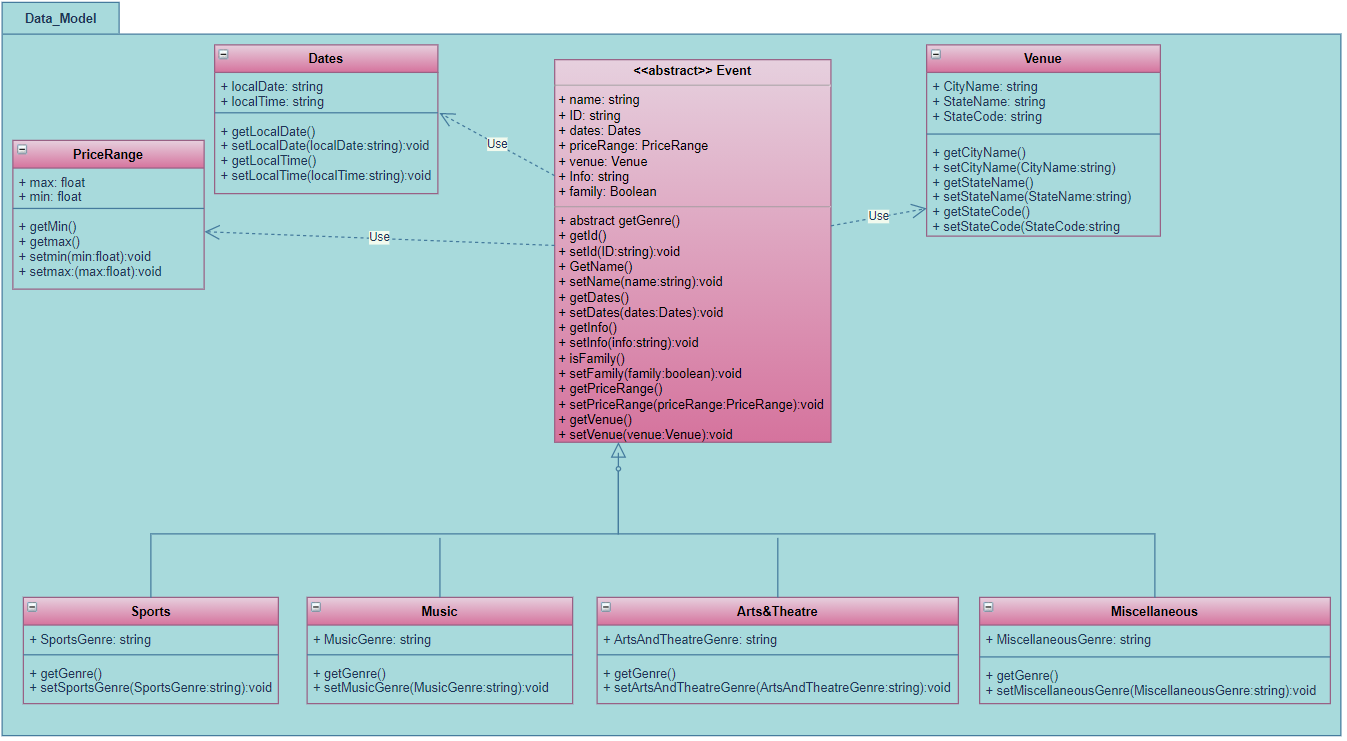 Data_Model
Dates
+ localDate: string
+ localTime: string
+ getLocalDate()
+ setLocalDate(localDate:string):void
+ getLocalTime()
+ setLocalTime(localTime:string):void
PriceRange
+ max: float
+ min: float
+ getMin()
+ getmax()
+ setmin(min:float):void
+ setmax:(max:float):void
Use
Use
<<abstract>> Event
+ name: string
+ ID: string
+ dates: Dates
+ priceRange: PriceRange
+ venue: Venue
+ Info: string
+ family: Boolean
+ abstract getGenre()
+ getId()
+ setId(ID:string):void
+ GetName()
+ setName(name:string):void
+ getDates()
+ setDates(dates:Dates):void
+ getInfo()
+ setInfo(info:string):void
+ isFamily()
+ setFamily(family:boolean):void
+ getPriceRange()
+ setPriceRange(priceRange:PriceRange):void
+ getVenue()
+ setVenue(venue:Venue):void
Use
Venue
+ CityName: string
+ StateName: string
+ StateCode: string
+ getCityName()
+ setCityName(CityName:string)
+ getStateName()
+ setStateName(StateName:string)
+ getStateCode()
+ setStateCode(StateCode:string
Sports
+ SportsGenre: string
+ getGenre()
+ setSportsGenre(SportsGenre:string):void
Music
+ MusicGenre: string
+ getGenre()
+ setMusicGenre(MusicGenre:string):void
Arts&Theatre
+ ArtsAndTheatreGenre: string
+ getGenre()
+ setArtsAndTheatreGenre(ArtsAndTheatreGenre:string):void
Miscellaneous
+ MiscellaneousGenre: string
+ getGenre()
+ setMiscellaneousGenre(MiscellaneousGenre:string):void